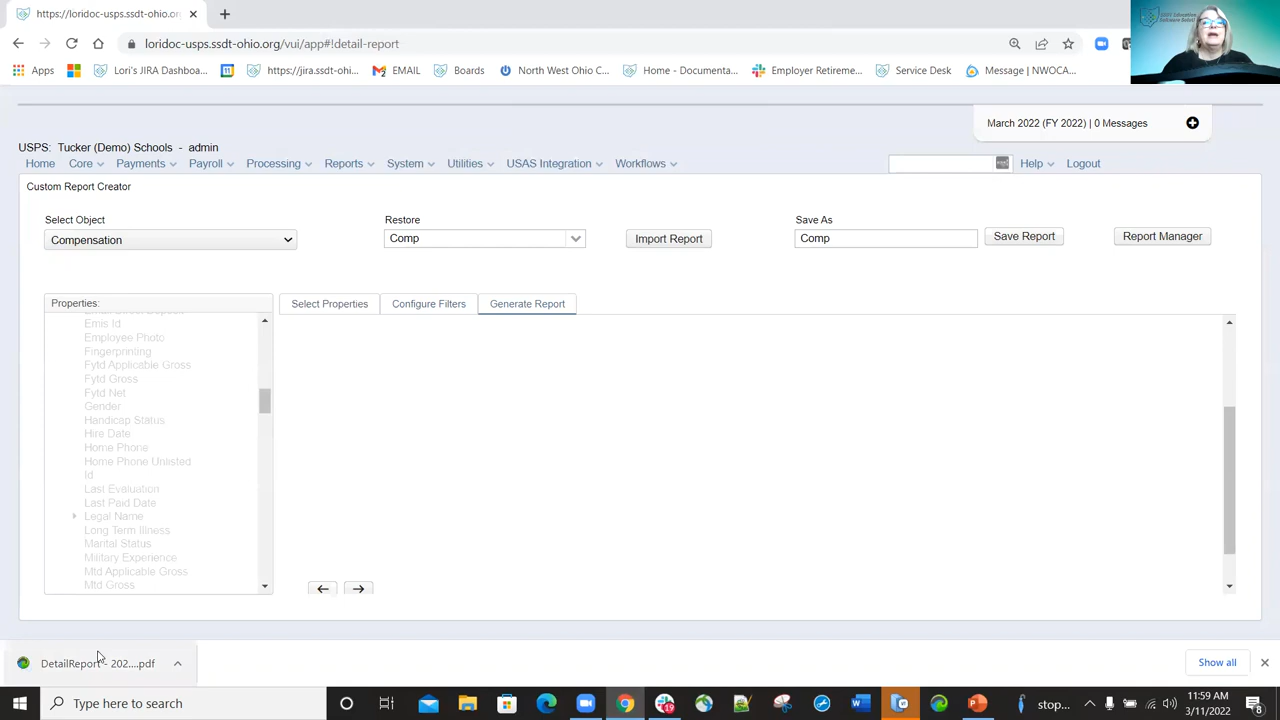 https://loridoc-usps.ssdt-ohio.org
loridoc-usps.ssdt-ohio.org/vui/app#!detail-report
Apps Lori's JIRA Dashboa... https://jira.ssdt-ohi... EMAIL Boards North West Ohio C... Home - Documenta... Employer Retireme... Service Desk Message | NWOCA...
March 2022 (FY 2022) | 0 Messages
USPS: Tucker (Demo) Schools - admin
Home Core Payments Payroll Processing Reports System Utilities USAS Integration Workflows Help Logout
Custom Report Creator
Select Object Restore Save As
Compensation Comp Import Report Comp Save Report Report Manager
Properties: Select Properties Configure Filters Generate Report
Emis Id
Employee Photo
Fingerprinting
Fytd Applicable Gross
Fytd Gross
Fytd Net
Gender
Handicap Status
Hire Date
Home Phone
Home Phone Unlisted
Id
Last Evaluation
Last Paid Date
Legal Name
Long Term Illness
Marital Status
Military Experience
Mtd Applicable Gross
Mtd Gross
DetailReport - 202....pdf Show all
Type here to search
19
stop...
11:59 AM
3/11/2022
8